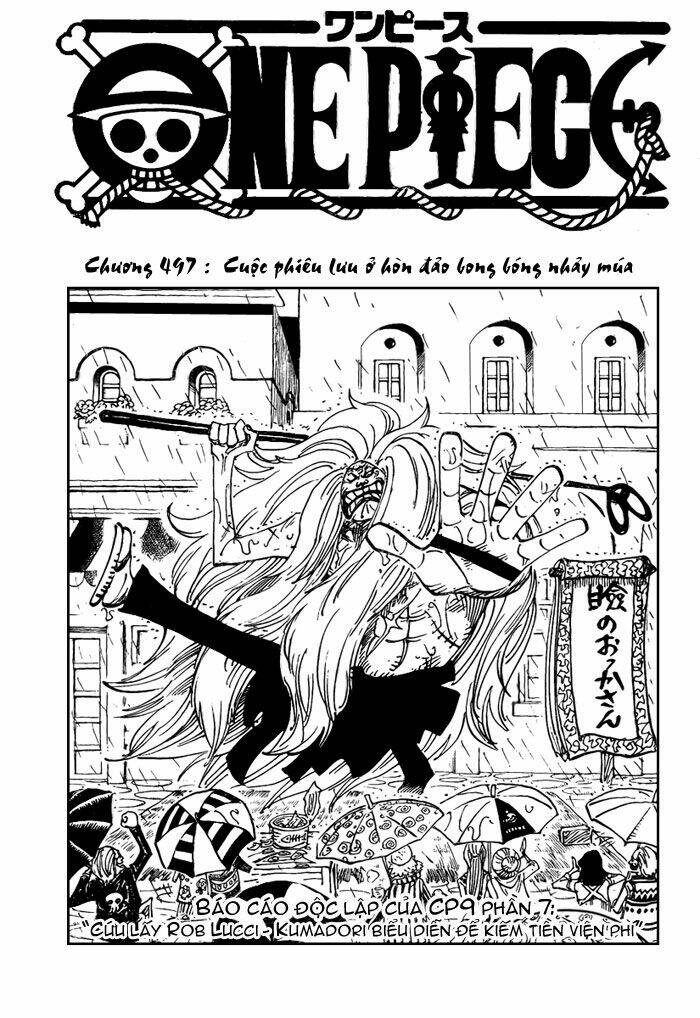 ワンピース
ONE PIECE
Chương 497 : Cuộc phiêu lưu ở hòn đảo bong bóng nhảy múa
瞼のおっかさん
BÁO CÁO ĐỘC LẬP CỦA CP9 PHẦN 7:
"CỨU LẤY ROB LUCCI - KUMADORI BIỂU DIỄN ĐỂ KIẾM TIỀN VIỆN PHÍ"